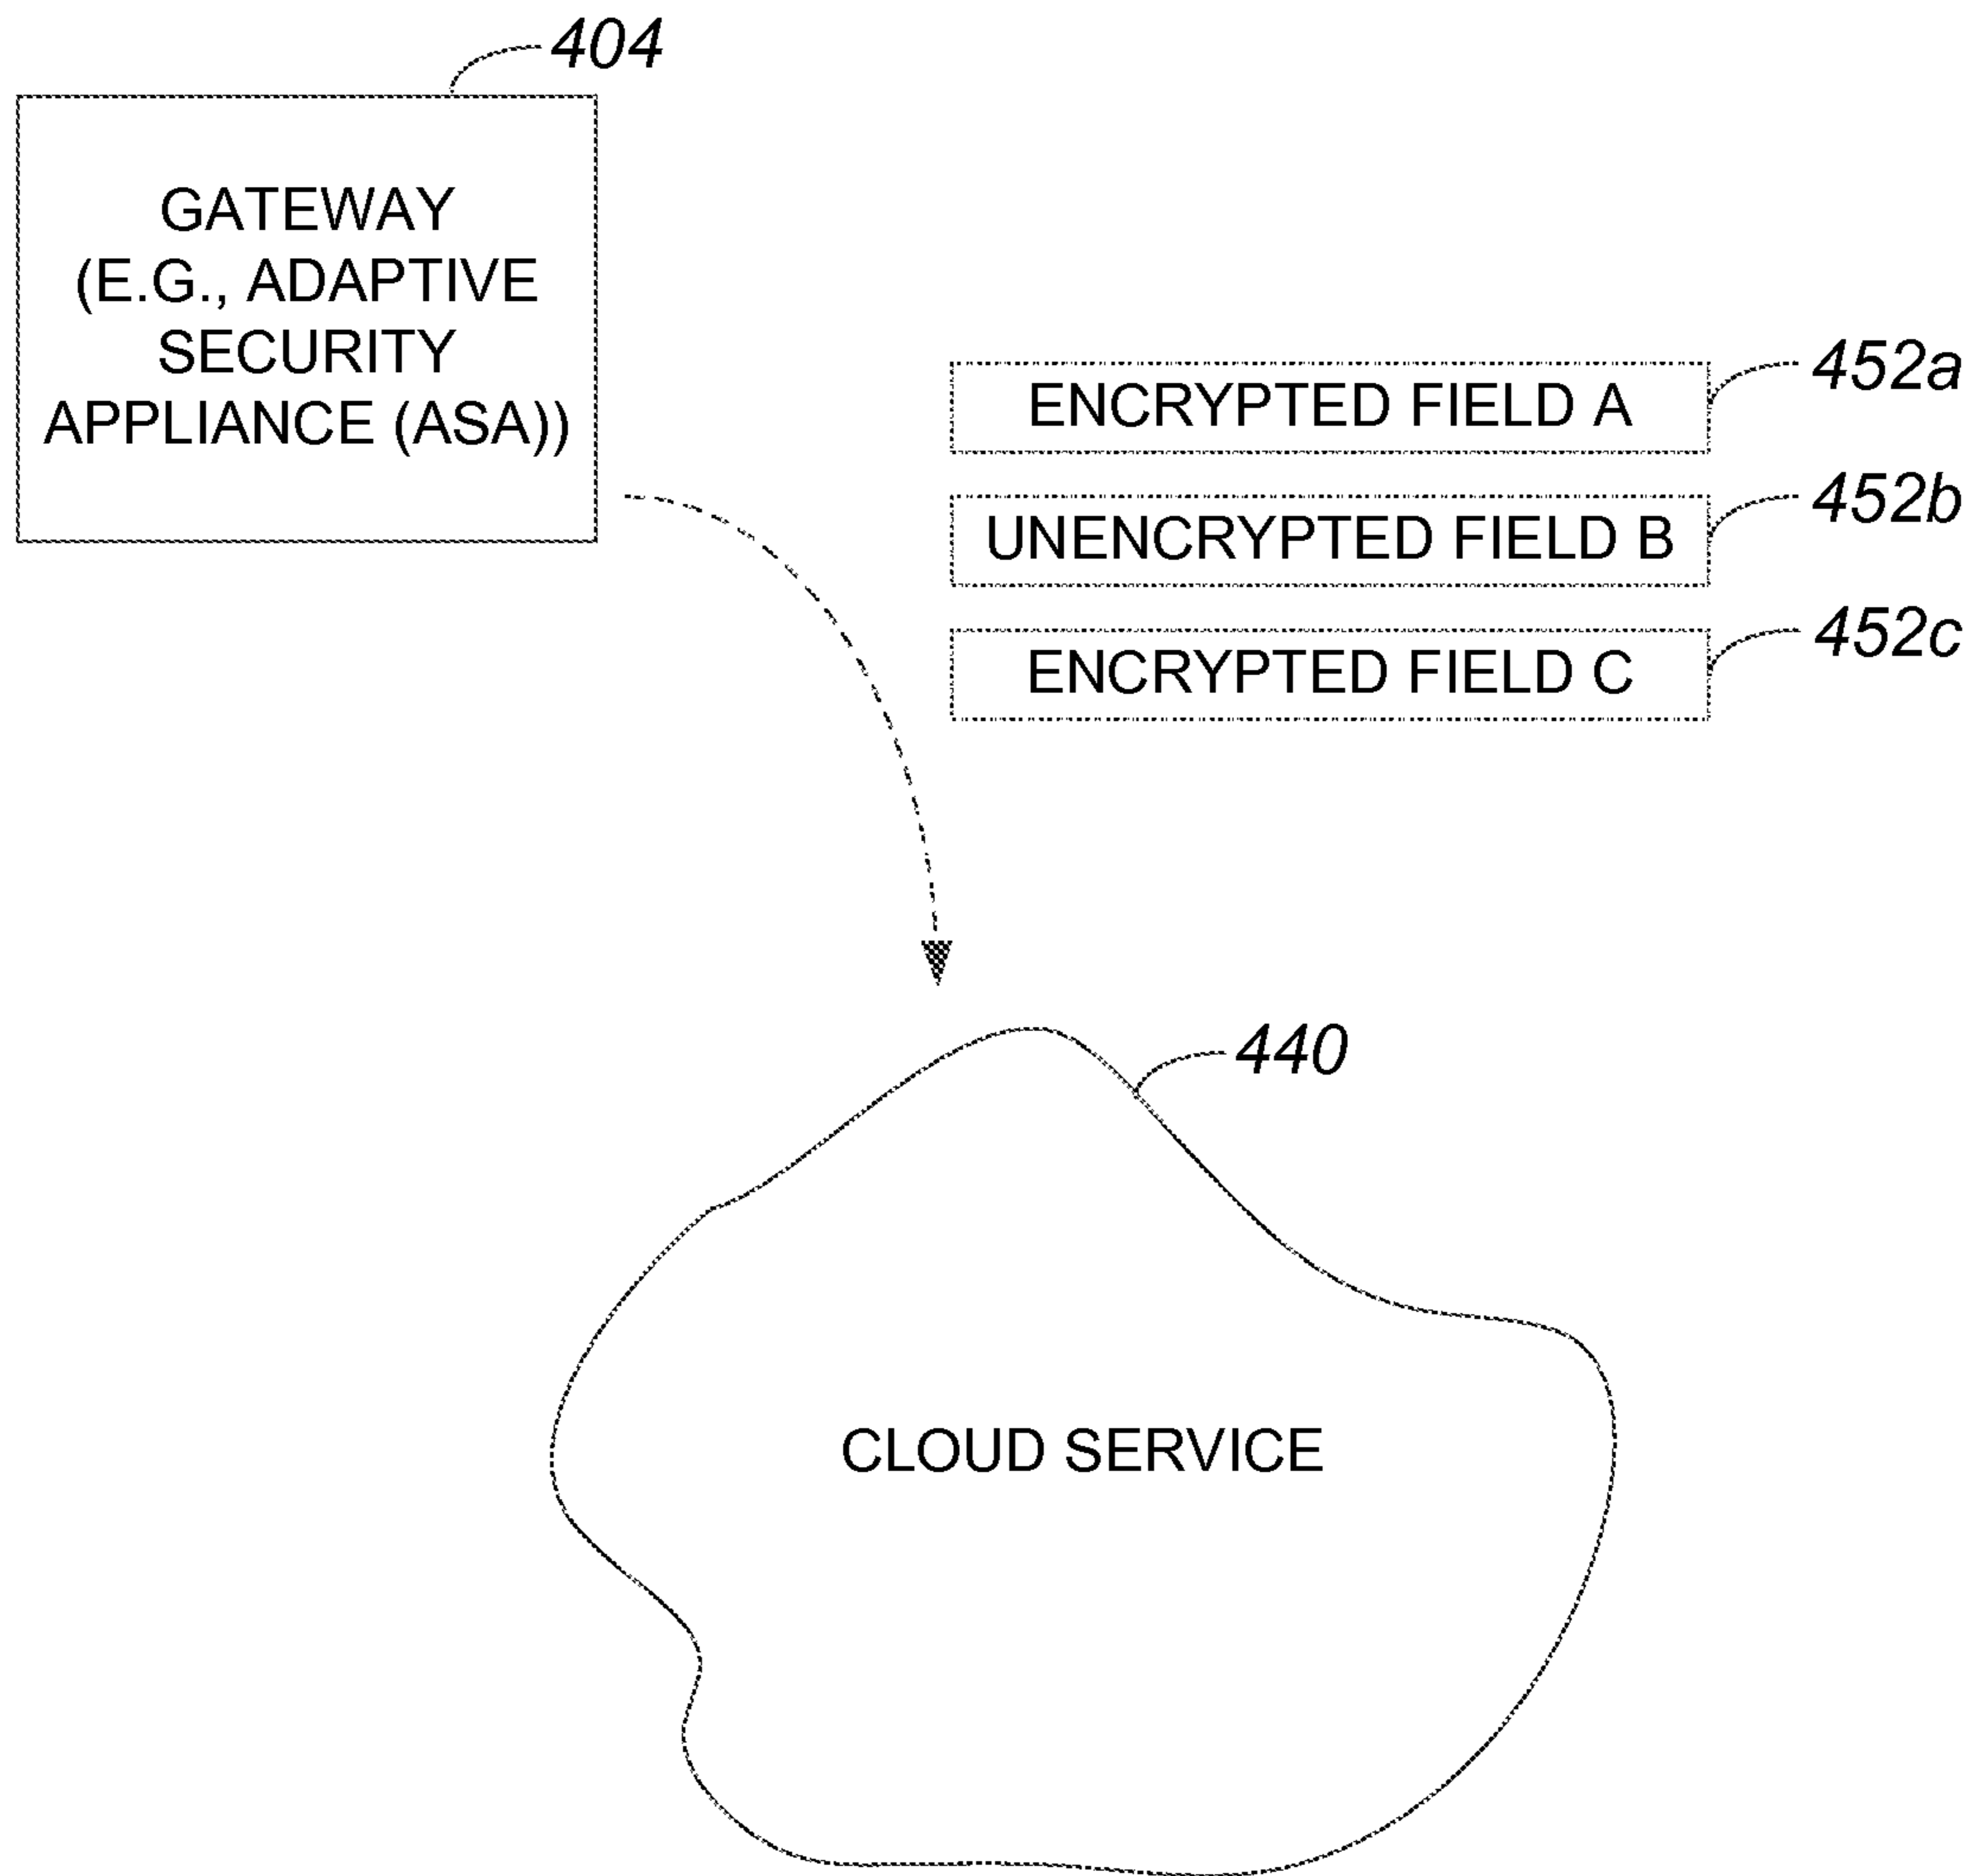 404
GATEWAY
(E.G., ADAPTIVE
SECURITY
APPLIANCE (ASA))
ENCRYPTED FIELD A
452a
UNENCRYPTED FIELD B
452b
ENCRYPTED FIELD C
452c
440
CLOUD SERVICE